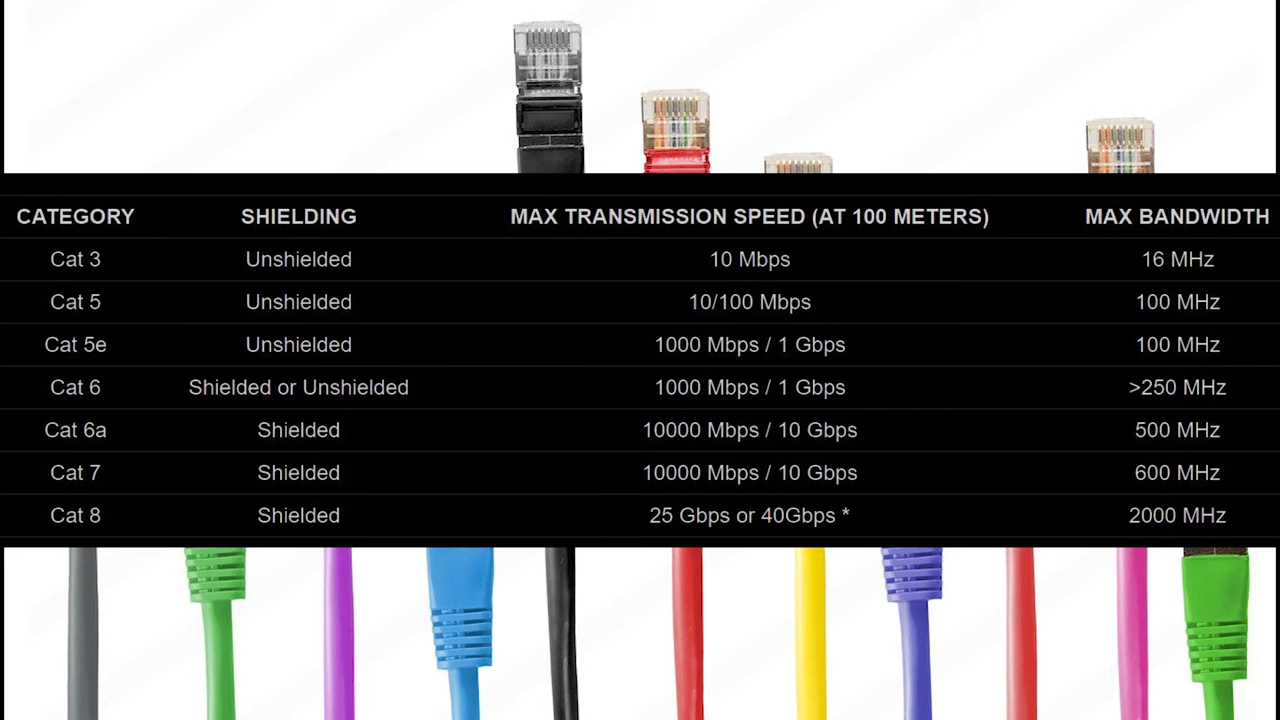 CATEGORY SHIELDING MAX TRANSMISSION SPEED (AT 100 METERS) MAX BANDWIDTH
Cat 3 Unshielded 10 Mbps 16 MHz
Cat 5 Unshielded 10/100 Mbps 100 MHz
Cat 5e Unshielded 1000 Mbps / 1 Gbps 100 MHz
Cat 6 Shielded or Unshielded 1000 Mbps / 1 Gbps >250 MHz
Cat 6a Shielded 10000 Mbps / 10 Gbps 500 MHz
Cat 7 Shielded 10000 Mbps / 10 Gbps 600 MHz
Cat 8 Shielded 25 Gbps or 40Gbps * 2000 MHz